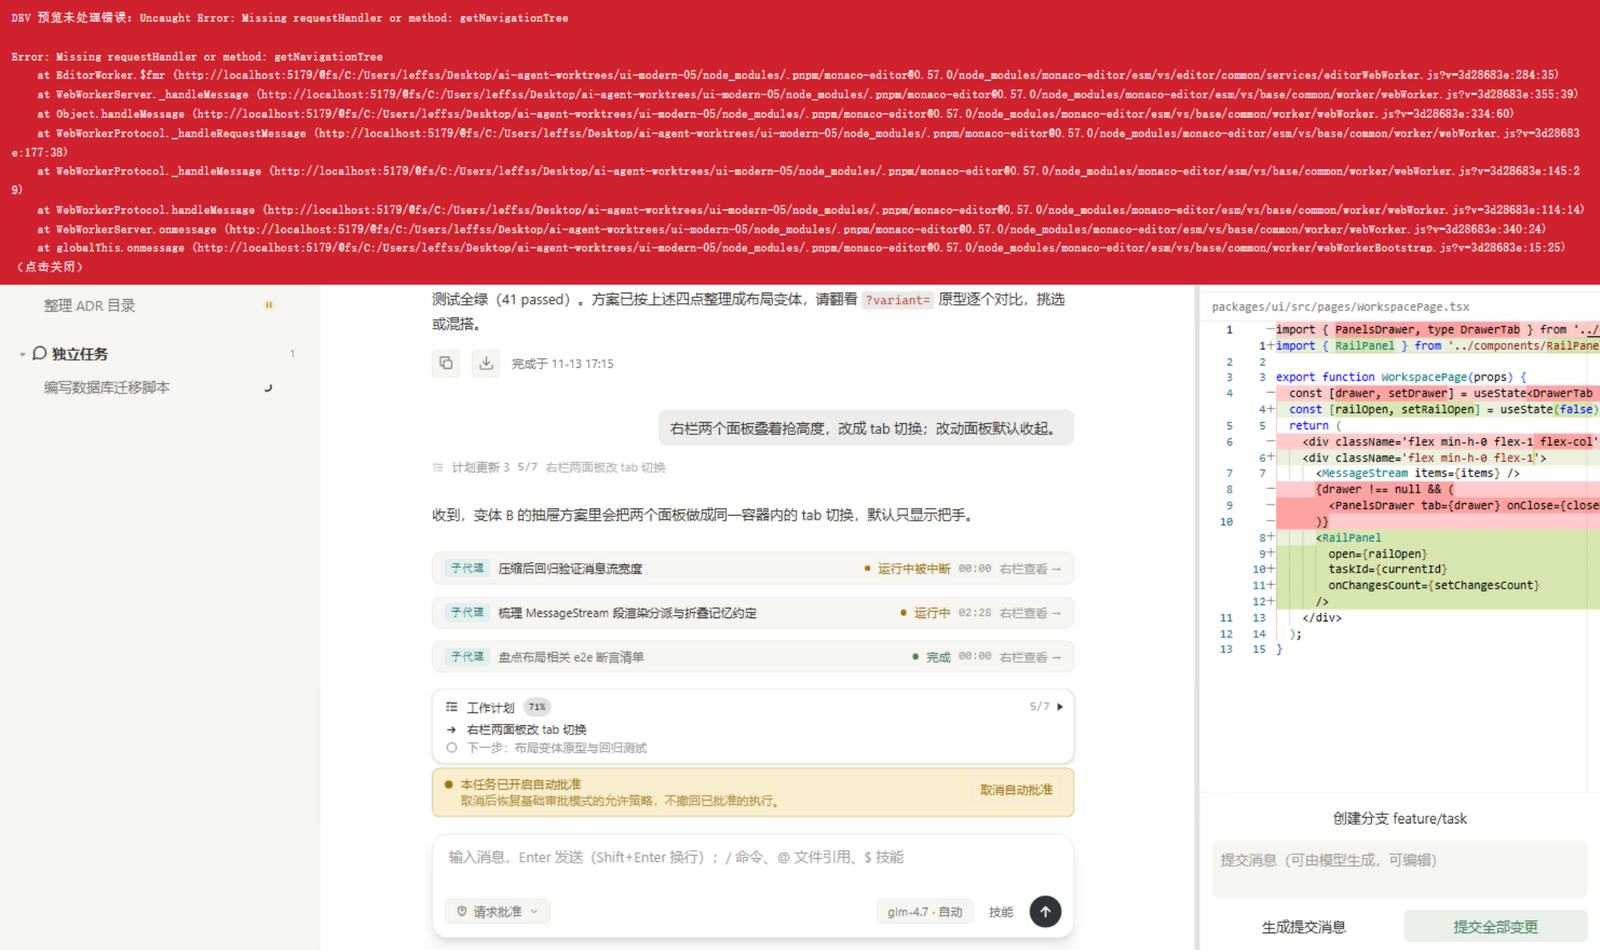 DEV 预览未处理错误: Uncaught Error: Missing requestHandler or method: getNavigationTree
Error: Missing requestHandler or method: getNavigationTree
at EditorWorker.$fmr (http://localhost:5179/@fs/C:/Users/leffss/Desktop/ai-agent-worktrees/ui-modern-05/node_modules/.pnpm/monaco-editor@0.57.0/node_modules/monaco-editor/esm/vs/editor/common/services/editorWebWorker.js?v=3d28683e:284:35)
at WebWorkerServer._handleMessage (http://localhost:5179/@fs/C:/Users/leffss/Desktop/ai-agent-worktrees/ui-modern-05/node_modules/.pnpm/monaco-editor@0.57.0/node_modules/monaco-editor/esm/vs/base/common/worker/webWorker.js?v=3d28683e:355:39)
at Object.handleMessage (http://localhost:5179/@fs/C:/Users/leffss/Desktop/ai-agent-worktrees/ui-modern-05/node_modules/.pnpm/monaco-editor@0.57.0/node_modules/monaco-editor/esm/vs/base/common/worker/webWorker.js?v=3d28683e:334:60)
at WebWorkerProtocol._handleRequestMessage (http://localhost:5179/@fs/C:/Users/leffss/Desktop/ai-agent-worktrees/ui-modern-05/node_modules/.pnpm/monaco-editor@0.57.0/node_modules/monaco-editor/esm/vs/base/common/worker/webWorker.js?v=3d28683
e:177:38)
at WebWorkerProtocol._handleMessage (http://localhost:5179/@fs/C:/Users/leffss/Desktop/ai-agent-worktrees/ui-modern-05/node_modules/.pnpm/monaco-editor@0.57.0/node_modules/monaco-editor/esm/vs/base/common/worker/webWorker.js?v=3d28683e:145:2
9)
at WebWorkerProtocol.handleMessage (http://localhost:5179/@fs/C:/Users/leffss/Desktop/ai-agent-worktrees/ui-modern-05/node_modules/.pnpm/monaco-editor@0.57.0/node_modules/monaco-editor/esm/vs/base/common/worker/webWorker.js?v=3d28683e:114:14)
at WebWorkerServer.onmessage (http://localhost:5179/@fs/C:/Users/leffss/Desktop/ai-agent-worktrees/ui-modern-05/node_modules/.pnpm/monaco-editor@0.57.0/node_modules/monaco-editor/esm/vs/base/common/worker/webWorker.js?v=3d28683e:340:24)
at globalThis.onmessage (http://localhost:5179/@fs/C:/Users/leffss/Desktop/ai-agent-worktrees/ui-modern-05/node_modules/.pnpm/monaco-editor@0.57.0/node_modules/monaco-editor/esm/vs/base/common/worker/webWorkerBootstrap.js?v=3d28683e:15:25)
（点击关闭）
整理 ADR 目录
独立任务 1
编写数据库迁移脚本
测试全绿（41 passed）。方案已按上述四点整理成布局变体，请翻看 ?variant= 原型逐个对比，挑选
或混搭。
完成于 11-13 17:15
右栏两个面板叠着抢高度，改成 tab 切换；改动面板默认收起。
计划更新 3 5/7 右栏两面板改 tab 切换
收到，变体 B 的抽屉方案里会把两个面板做成同一容器内的 tab 切换，默认只显示把手。
子代理 压缩后回归验证消息流宽度 运行中被中断 00:00 右栏查看 →
子代理 梳理 MessageStream 段渲染分派与折叠记忆约定 运行中 02:28 右栏查看 →
子代理 盘点布局相关 e2e 断言清单 完成 00:00 右栏查看 →
工作计划 71% 5/7
→ 右栏两面板改 tab 切换
下一步：布局变体原型与回归测试
本任务已开启自动批准
取消后恢复基础审批模式的允许策略，不撤回已批准的执行。
取消自动批准
输入消息，Enter 发送（Shift+Enter 换行）；/ 命令、@ 文件引用、$ 技能
请求批准
glm-4.7 · 自动
技能
packages/ui/src/pages/WorkspacePage.tsx
1 −import { PanelsDrawer, type DrawerTab } from '../
1+import { RailPanel } from '../components/RailPane
2 2
3 3 export function WorkspacePage(props) {
4 − const [drawer, setDrawer] = useState<DrawerTab
4+ const [railOpen, setRailOpen] = useState(false)
5 5 return (
6 − <div className='flex min-h-0 flex-1 flex-col'
6+ <div className='flex min-h-0 flex-1'>
7 7 <MessageStream items={items} />
8 − {drawer !== null && (
9 − <PanelsDrawer tab={drawer} onClose={close
10 − )}
8+ <RailPanel
9+ open={railOpen}
10+ taskId={currentId}
11+ onChangesCount={setChangesCount}
12+ />
11 13 </div>
12 14 );
13 15 }
创建分支 feature/task
提交消息（可由模型生成，可编辑）
生成提交消息
提交全部变更